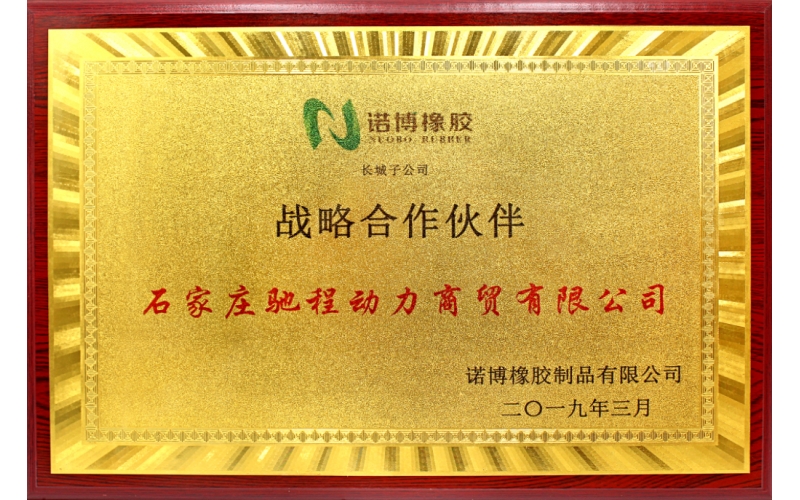 诺博橡胶
NUOBO RUBBER
长城子公司
战略合作伙伴
石家庄驰程动力商贸有限公司
诺博橡胶制品有限公司
二〇一九年三月